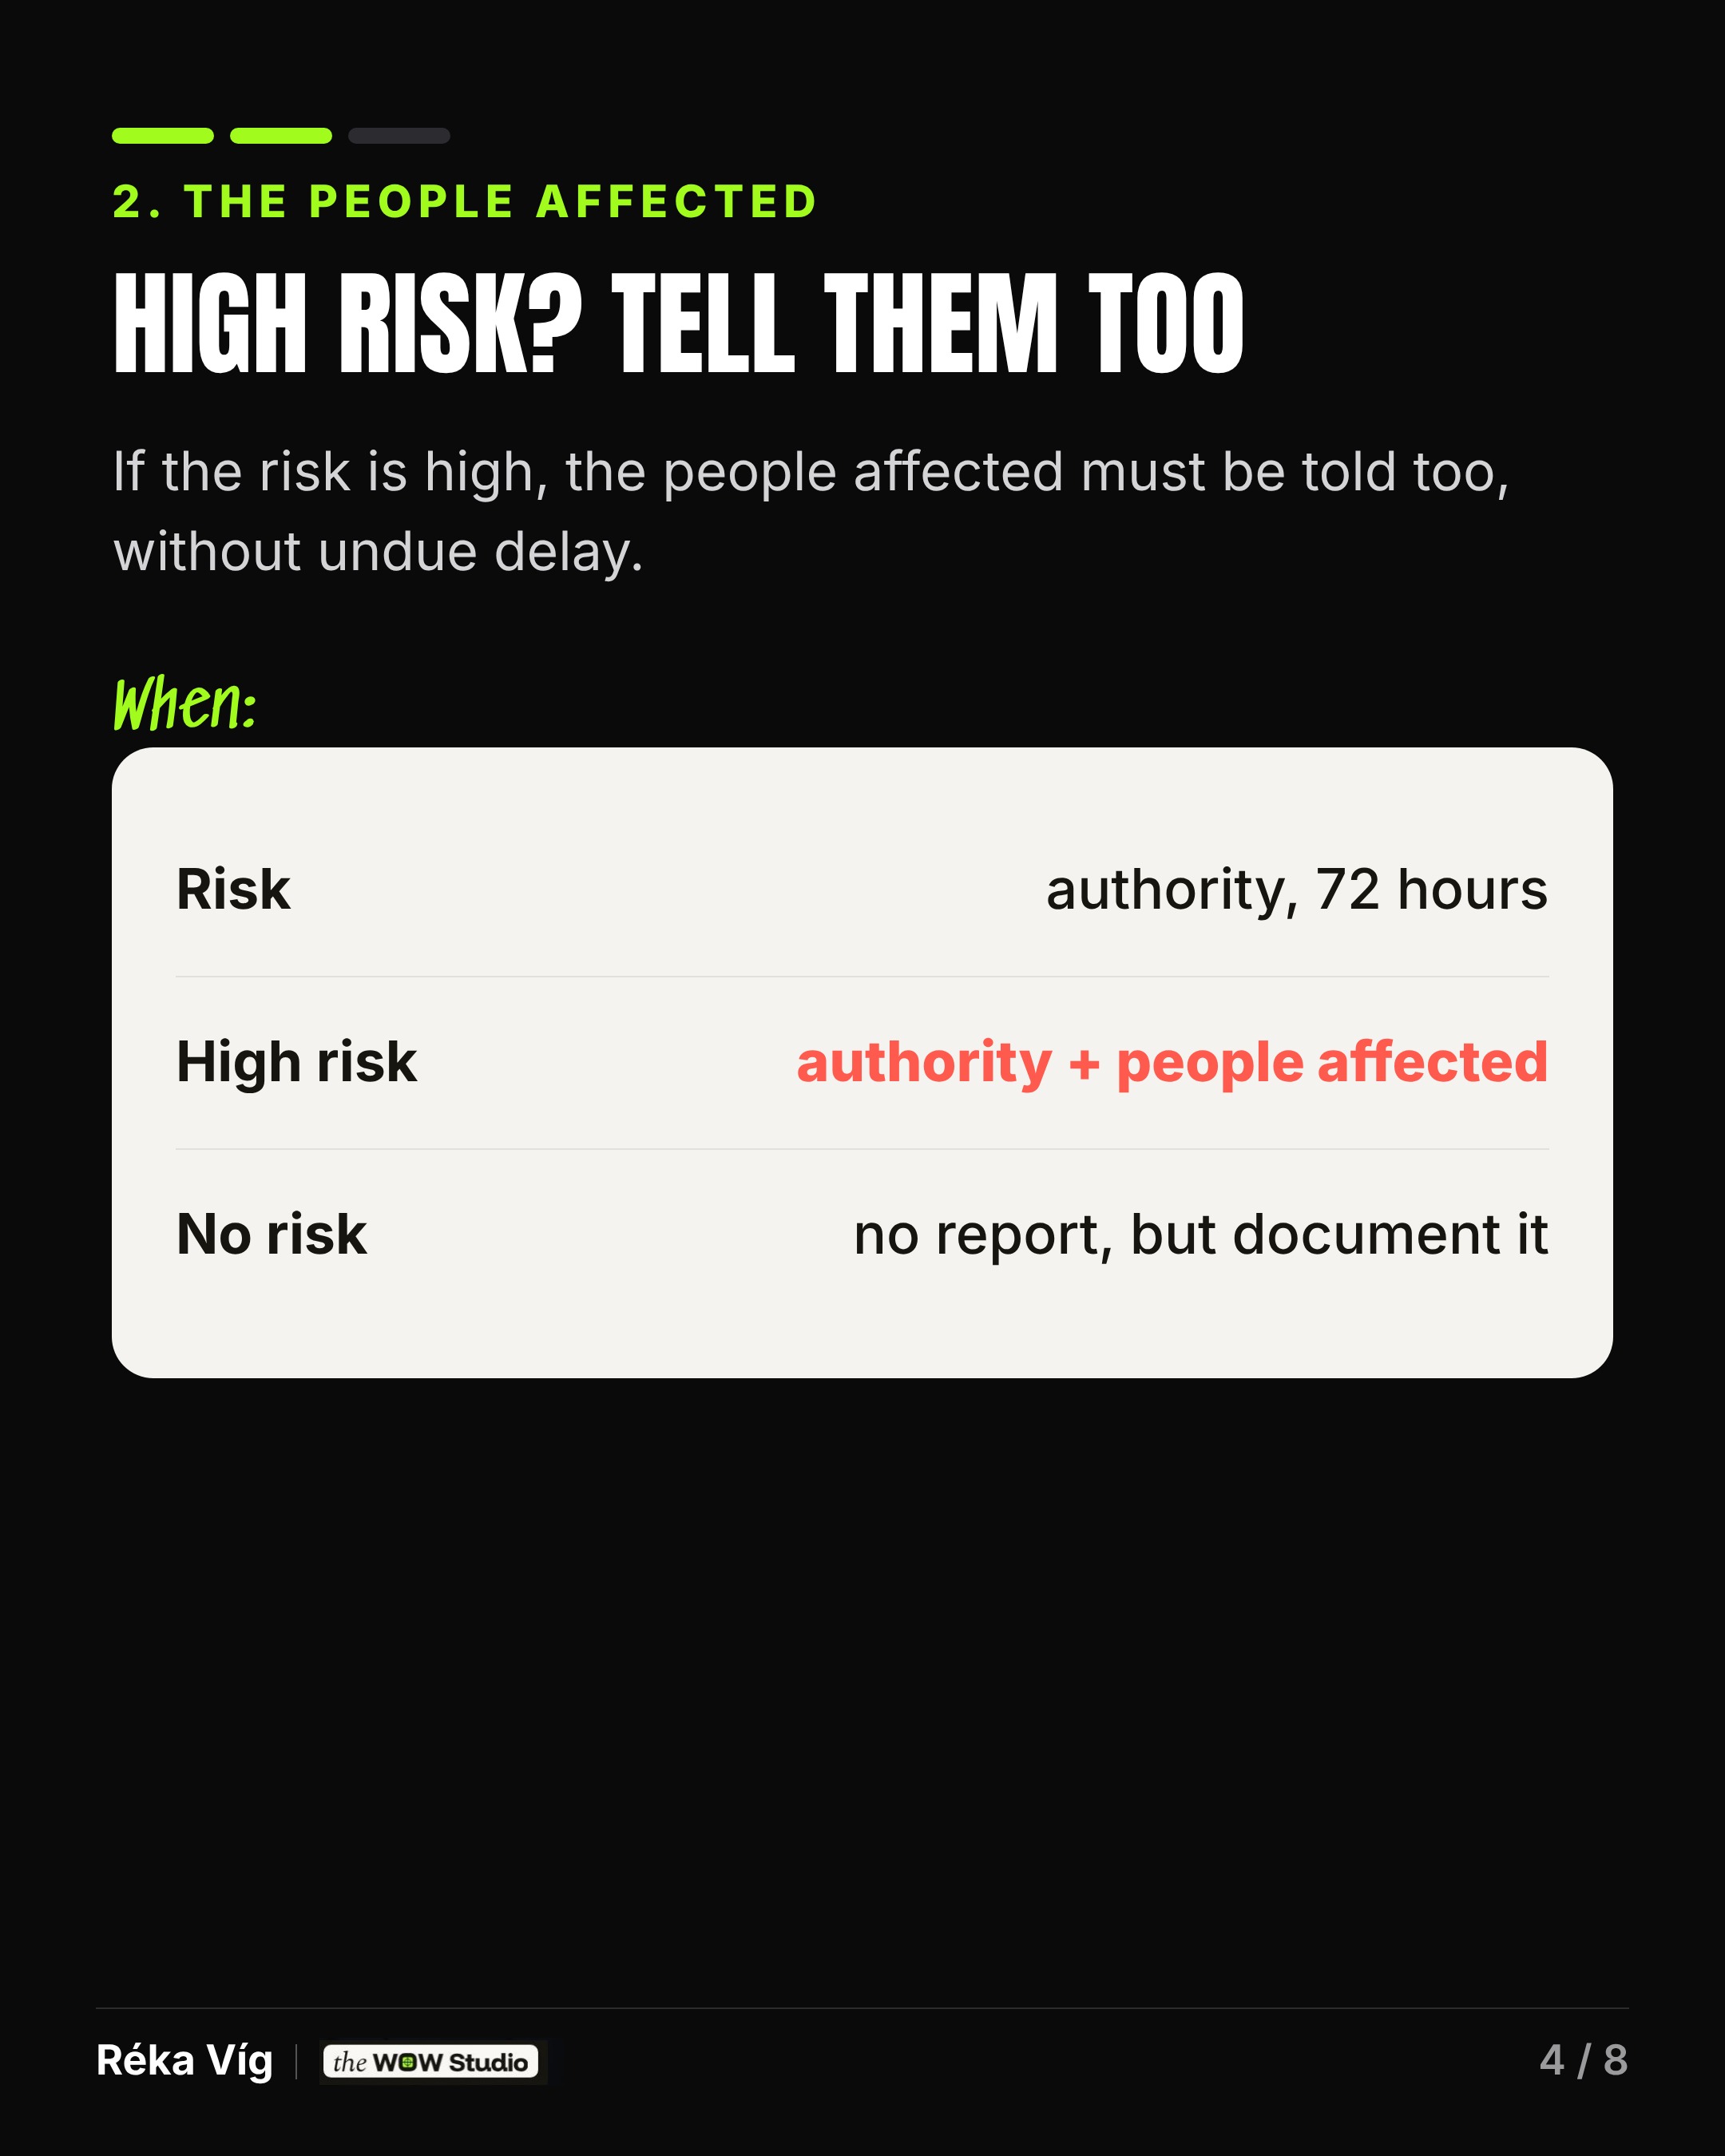 2. THE PEOPLE AFFECTED
HIGH RISK? TELL THEM TOO
If the risk is high, the people affected must be told too,
without undue delay.
When:
Risk authority, 72 hours
High risk authority + people affected
No risk no report, but document it
Réka Víg the WOW Studio 4 / 8